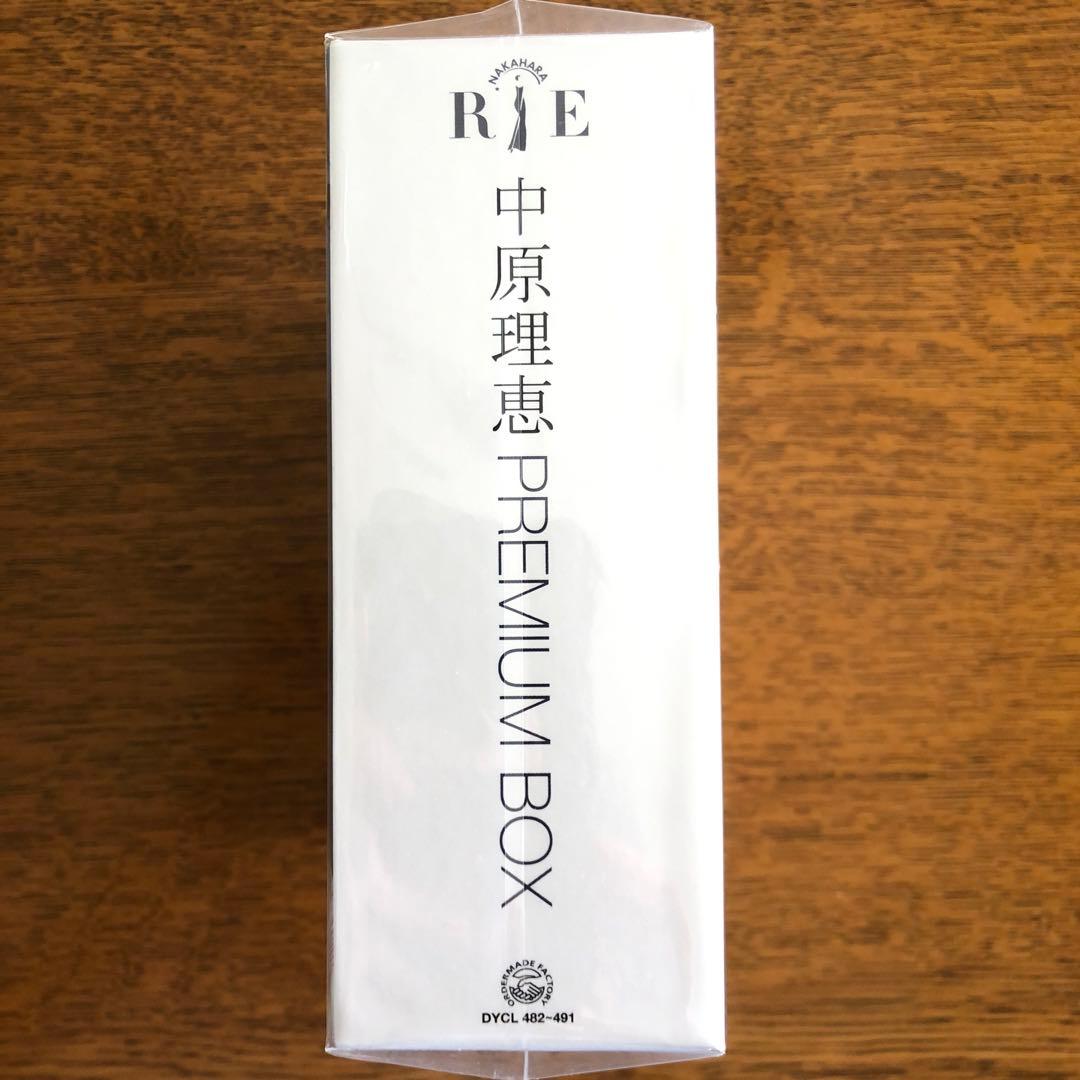 NAKAHARA
RIE
中原理恵 PREMIUM BOX
ORDERMADE FACTORY
DYCL 482~491